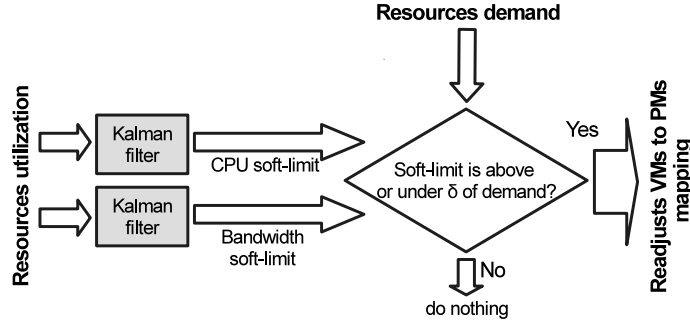 Resources demand
Resources utilization
Kalman
filter
CPU soft-limit
Kalman
filter
Bandwidth
soft-limit
Soft-limit is above
or under δ of demand?
Yes
Readjusts VMs to PMs
mapping
No
do nothing